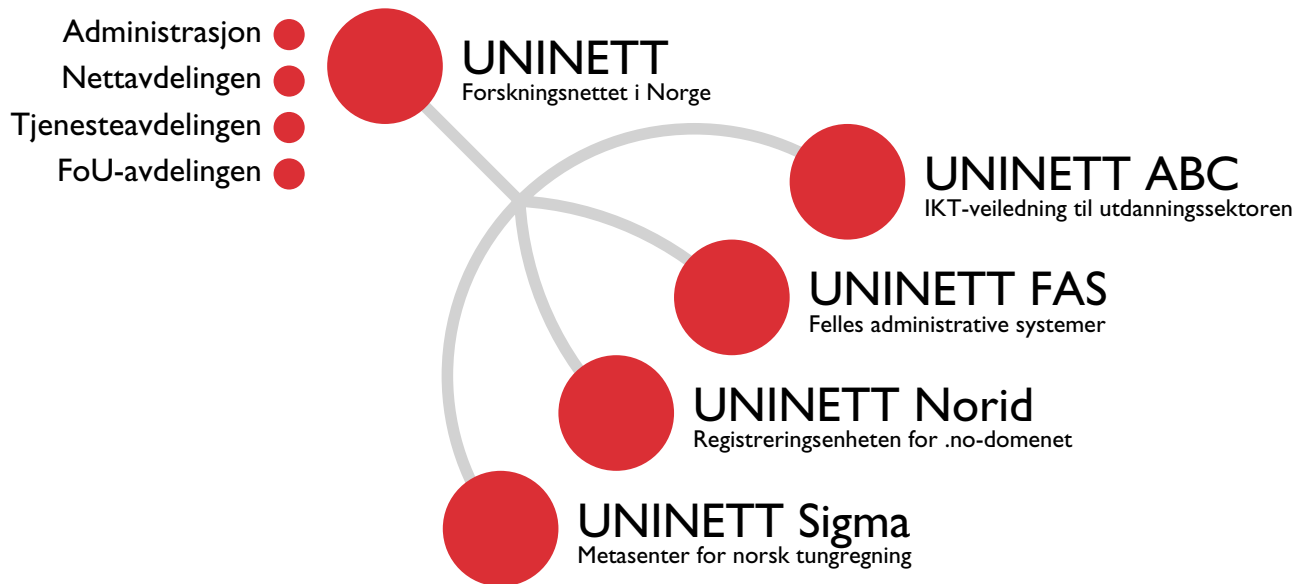 Administrasjon
Nettavdelingen
Tjenesteavdelingen
FoU-avdelingen
UNINETT
Forskningsnettet i Norge
UNINETT ABC
IKT-veiledning til utdanningssektoren
UNINETT FAS
Felles administrative systemer
UNINETT Norid
Registreringsenheten for .no-domenet
UNINETT Sigma
Metasenter for norsk tungregning